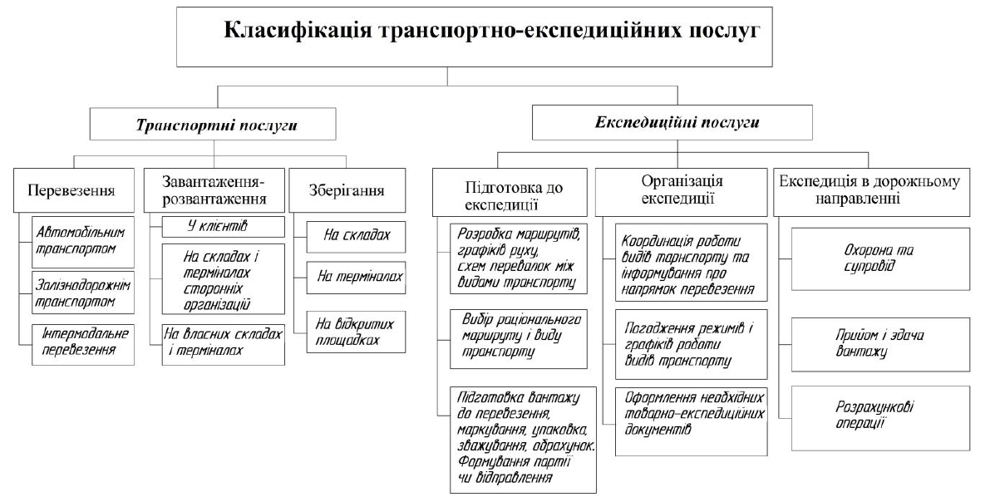 Класифікація транспортно-експедиційних послуг
Транспортні послуги
Перевезення
Автомобільним
транспортом
Залізнодорожнім
транспортом
Інтермодальне
перевезення
Завантаження-
розвантаження
У клієнтів
На складах і
терміналах
сторонніх
організацій
На власних складах
і терміналах
Зберігання
На складах
На терміналах
На відкритих
площадках
Експедиційні послуги
Підготовка до
експедиції
Розробка маршрутів,
графіків руху,
схем перевалок між
видами транспорту
Вибір раціонального
маршруту і виду
транспорту
Підготовка вантажу
до перевезення,
маркування, упаковка,
зважування, обрахунок.
Формування партії
чи відправлення
Організація
експедиції
Координація роботи
видів тарнспорту та
інформування про
напрямок перевезення
Погодження режимів і
графіків роботи
видів транспорту
Оформлення необхідних
товарно-експедиційних
документів
Експедиція в дорожньому
направленні
Охорона та
супровід
Прийом і здача
вантажу
Розрахункові
операції